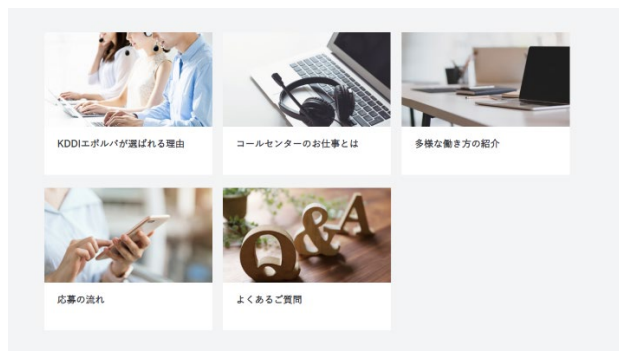 KDDIエボルバが選ばれる理由
コールセンターのお仕事とは
多様な働き方の紹介
Q&A
応募の流れ
よくあるご質問